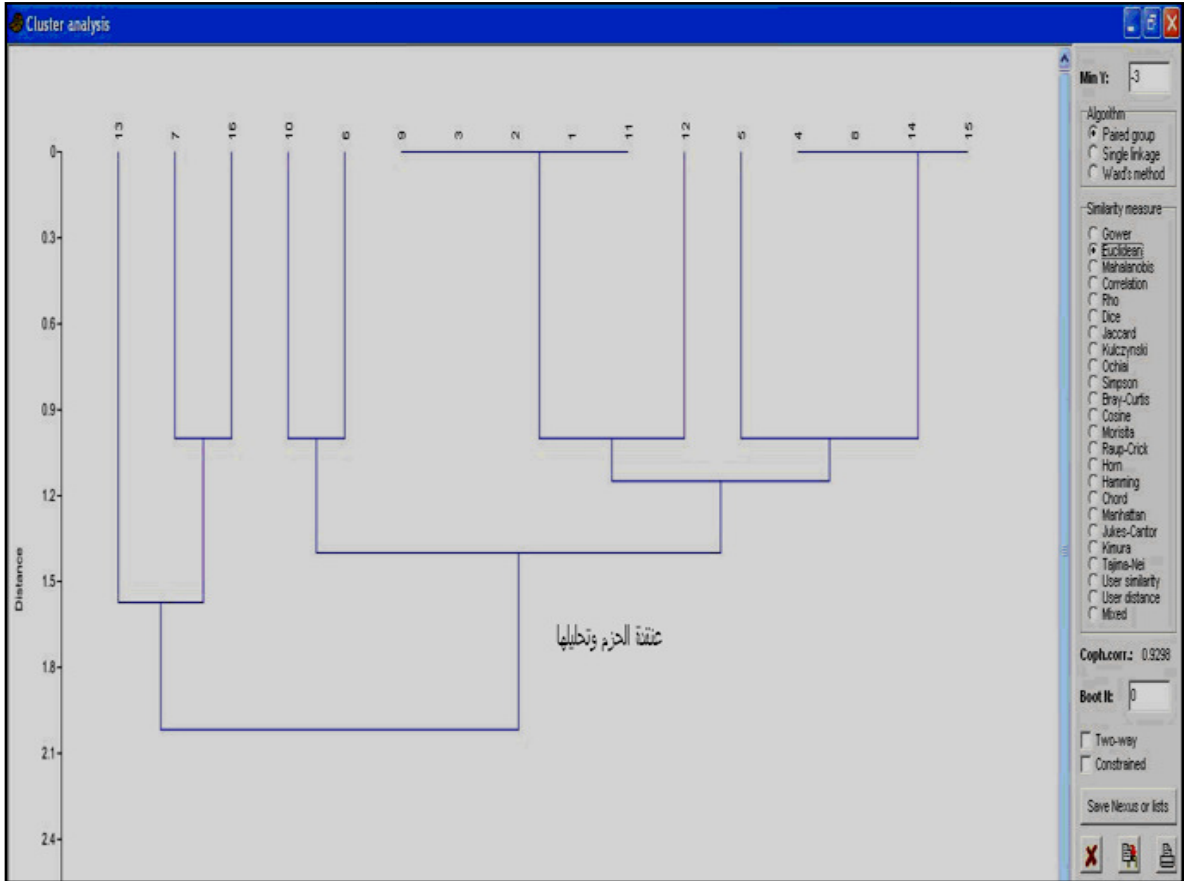 Cluster analysis
Min Y: -3
Algorithm
Paired group
Single linkage
Ward's method
Similarity measure
Gower
Euclidean
Mahalanobis
Correlation
Rho
Dice
Jaccard
Kulczynski
Ochiai
Simpson
Bray-Curtis
Cosine
Morisita
Raup-Crick
Horn
Hamming
Chord
Manhattan
Jukes-Cantor
Kimura
Tajima-Nei
User similarity
User distance
Mixed
Coph.corr.: 0.9298
Boot N: 0
Two-way
Constrained
Save Nexus or lists
13 7 16 10 6 9 3 2 1 11 12 5 4 8 14 15
0
0.3
0.6
0.9
1.2
1.5
1.8
2.1
2.4
Distance
عنقدة الحزم وتحليلها